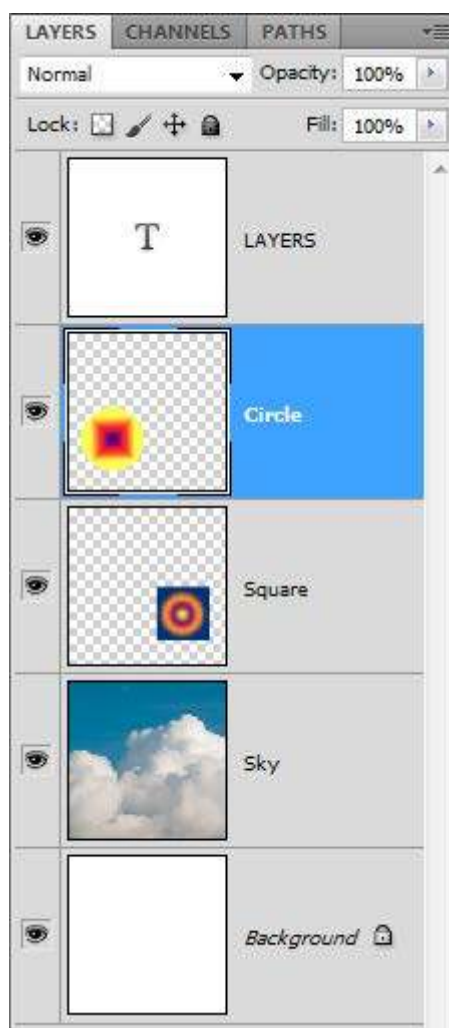 LAYERS CHANNELS PATHS
Normal Opacity: 100%
Lock: Fill: 100%
T LAYERS
Circle
Square
Sky
Background